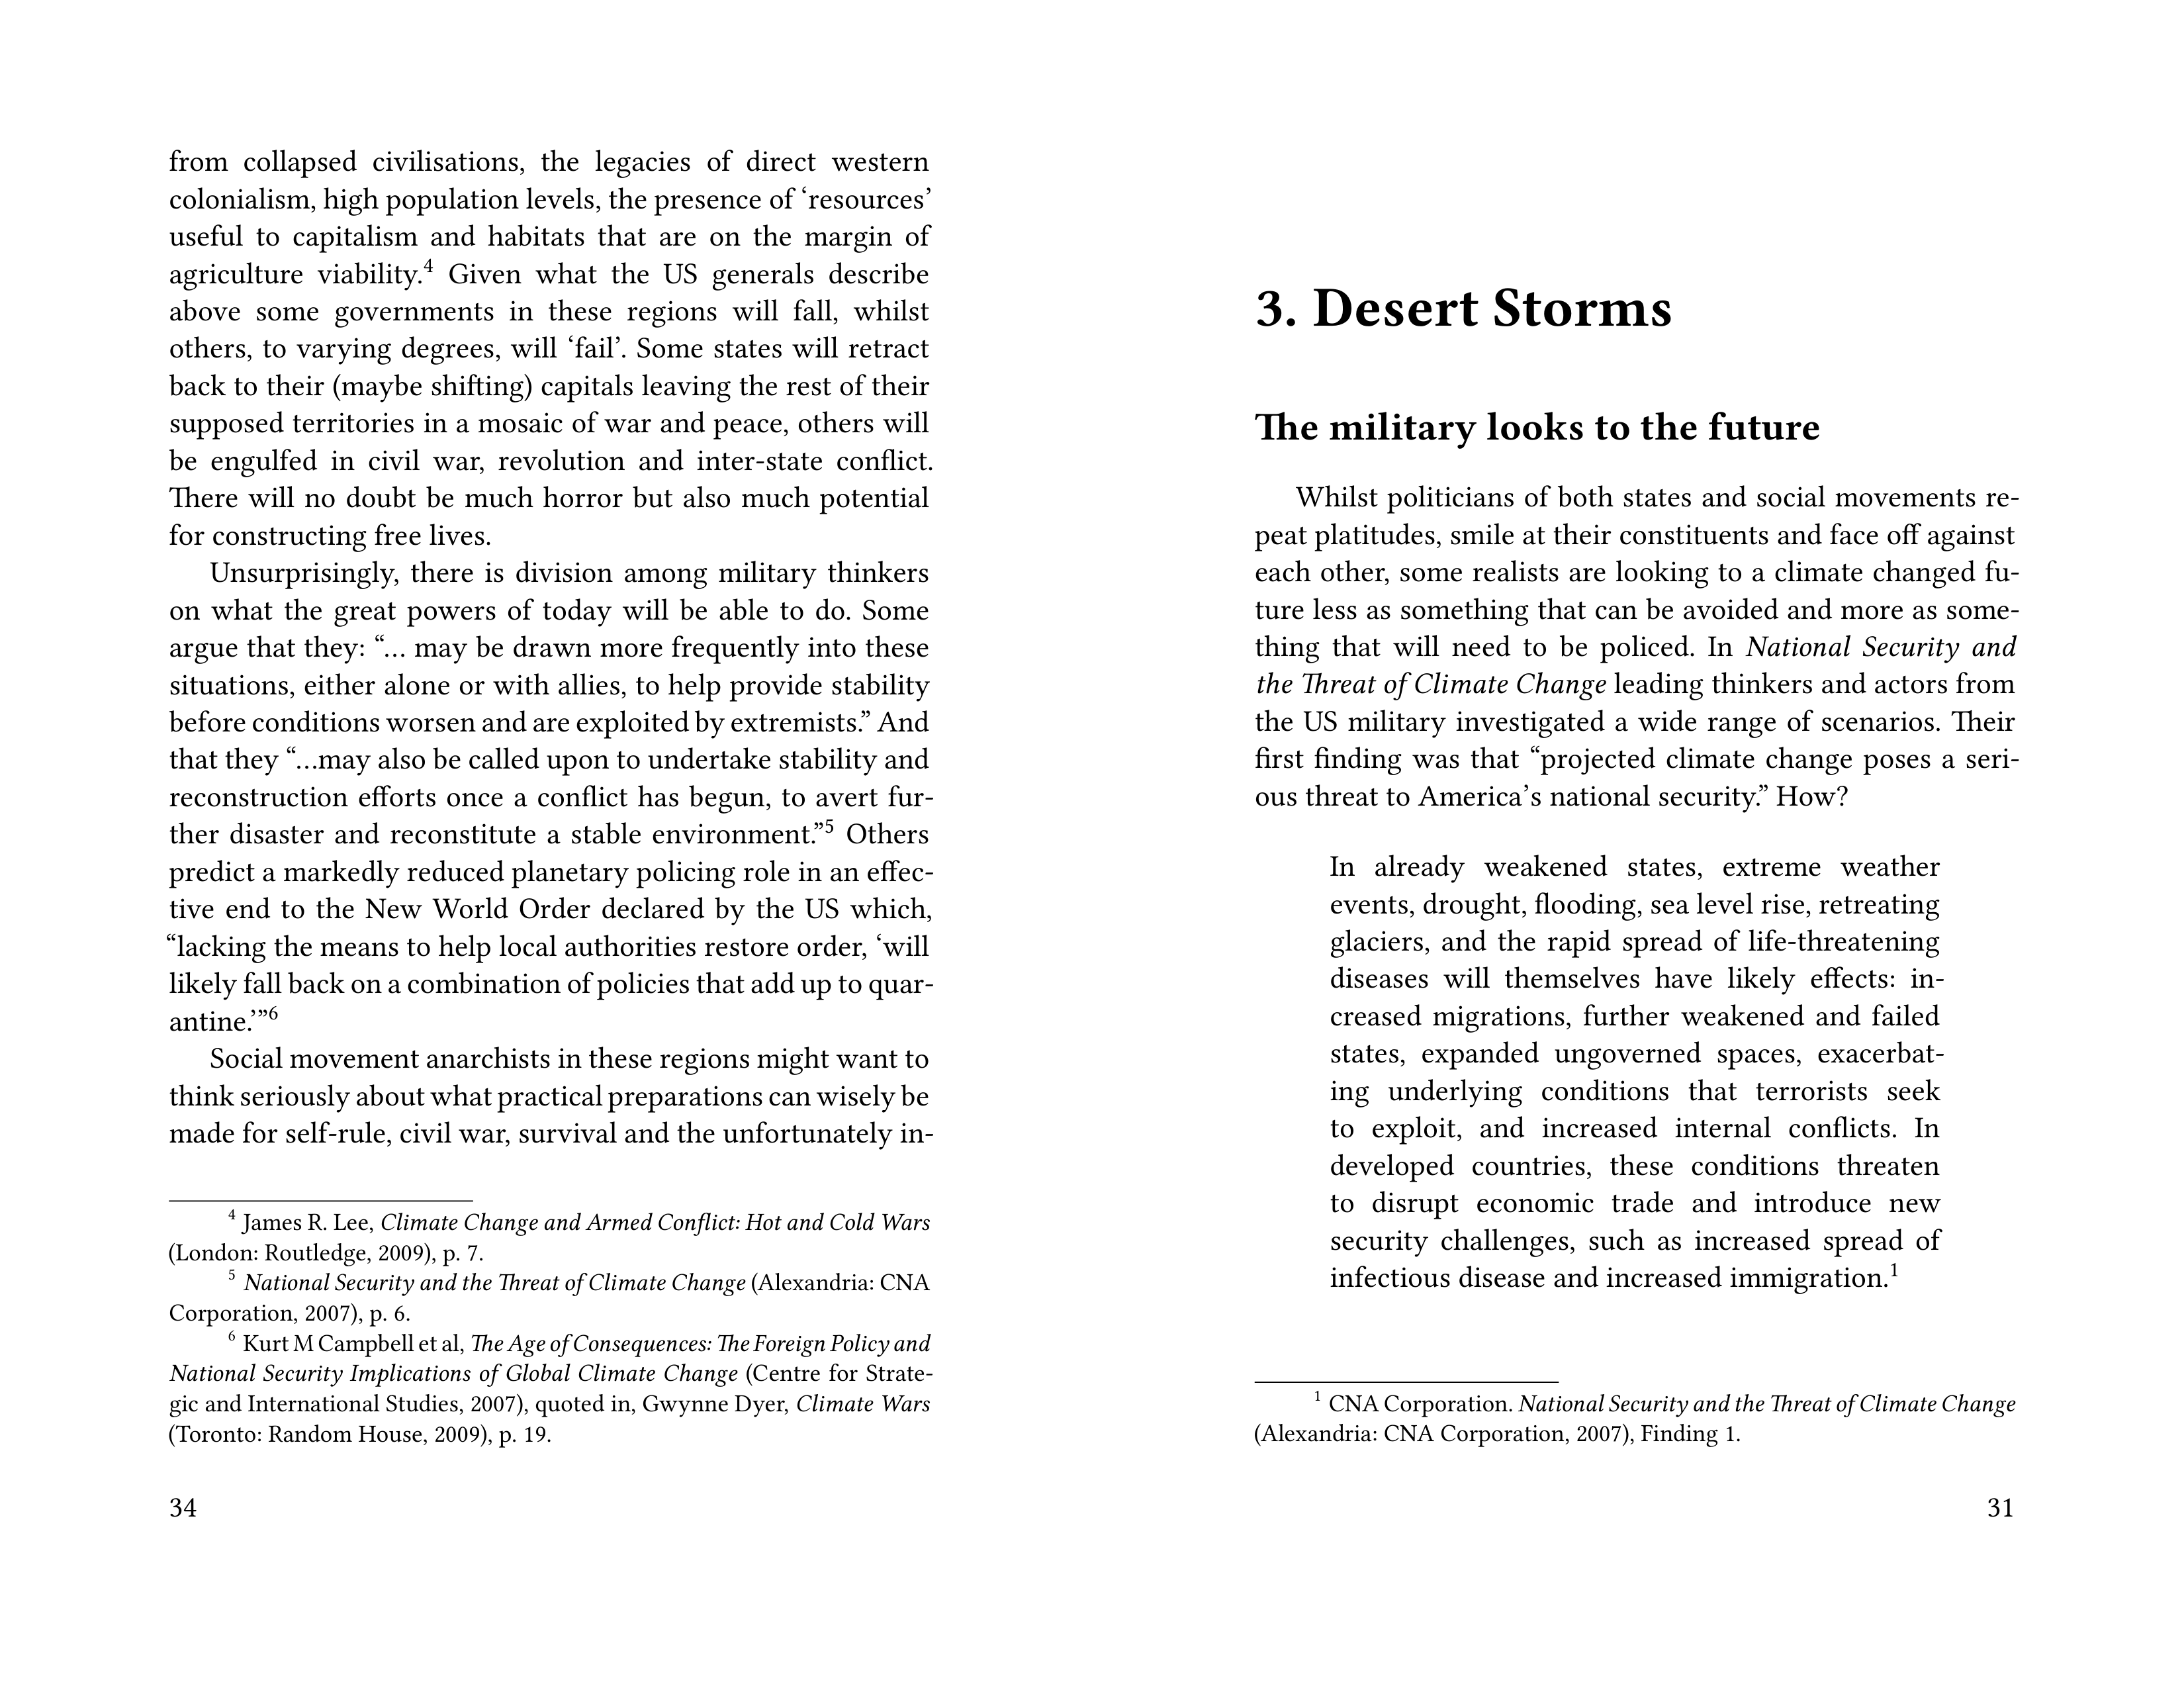 from collapsed civilisations, the legacies of direct western
colonialism, high population levels, the presence of ‘resources’
useful to capitalism and habitats that are on the margin of
agriculture viability.4 Given what the US generals describe
above some governments in these regions will fall, whilst
others, to varying degrees, will ‘fail’. Some states will retract
back to their (maybe shifting) capitals leaving the rest of their
supposed territories in a mosaic of war and peace, others will
be engulfed in civil war, revolution and inter-state conflict.
There will no doubt be much horror but also much potential
for constructing free lives.
Unsurprisingly, there is division among military thinkers
on what the great powers of today will be able to do. Some
argue that they: “… may be drawn more frequently into these
situations, either alone or with allies, to help provide stability
before conditions worsen and are exploited by extremists.” And
that they “…may also be called upon to undertake stability and
reconstruction efforts once a conflict has begun, to avert fur-
ther disaster and reconstitute a stable environment.”5 Others
predict a markedly reduced planetary policing role in an effec-
tive end to the New World Order declared by the US which,
“lacking the means to help local authorities restore order, ‘will
likely fall back on a combination of policies that add up to quar-
antine.’”6
Social movement anarchists in these regions might want to
think seriously about what practical preparations can wisely be
made for self-rule, civil war, survival and the unfortunately in-
4 James R. Lee, Climate Change and Armed Conflict: Hot and Cold Wars
(London: Routledge, 2009), p. 7.
5 National Security and the Threat of Climate Change (Alexandria: CNA
Corporation, 2007), p. 6.
6 Kurt M Campbell et al, The Age of Consequences: The Foreign Policy and
National Security Implications of Global Climate Change (Centre for Strate-
gic and International Studies, 2007), quoted in, Gwynne Dyer, Climate Wars
(Toronto: Random House, 2009), p. 19.
34
3. Desert Storms
The military looks to the future
Whilst politicians of both states and social movements re-
peat platitudes, smile at their constituents and face off against
each other, some realists are looking to a climate changed fu-
ture less as something that can be avoided and more as some-
thing that will need to be policed. In National Security and
the Threat of Climate Change leading thinkers and actors from
the US military investigated a wide range of scenarios. Their
first finding was that “projected climate change poses a seri-
ous threat to America’s national security.” How?
In already weakened states, extreme weather
events, drought, flooding, sea level rise, retreating
glaciers, and the rapid spread of life-threatening
diseases will themselves have likely effects: in-
creased migrations, further weakened and failed
states, expanded ungoverned spaces, exacerbat-
ing underlying conditions that terrorists seek
to exploit, and increased internal conflicts. In
developed countries, these conditions threaten
to disrupt economic trade and introduce new
security challenges, such as increased spread of
infectious disease and increased immigration.1
1 CNA Corporation. National Security and the Threat of Climate Change
(Alexandria: CNA Corporation, 2007), Finding 1.
31